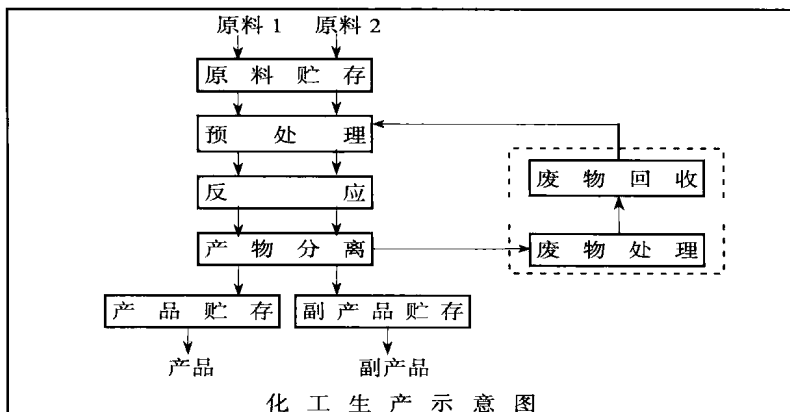 原料1 原料2
原料贮存
预处理
反应
产物分离
废物回收
废物处理
产品贮存 副产品贮存
产品 副产品
化工生产示意图